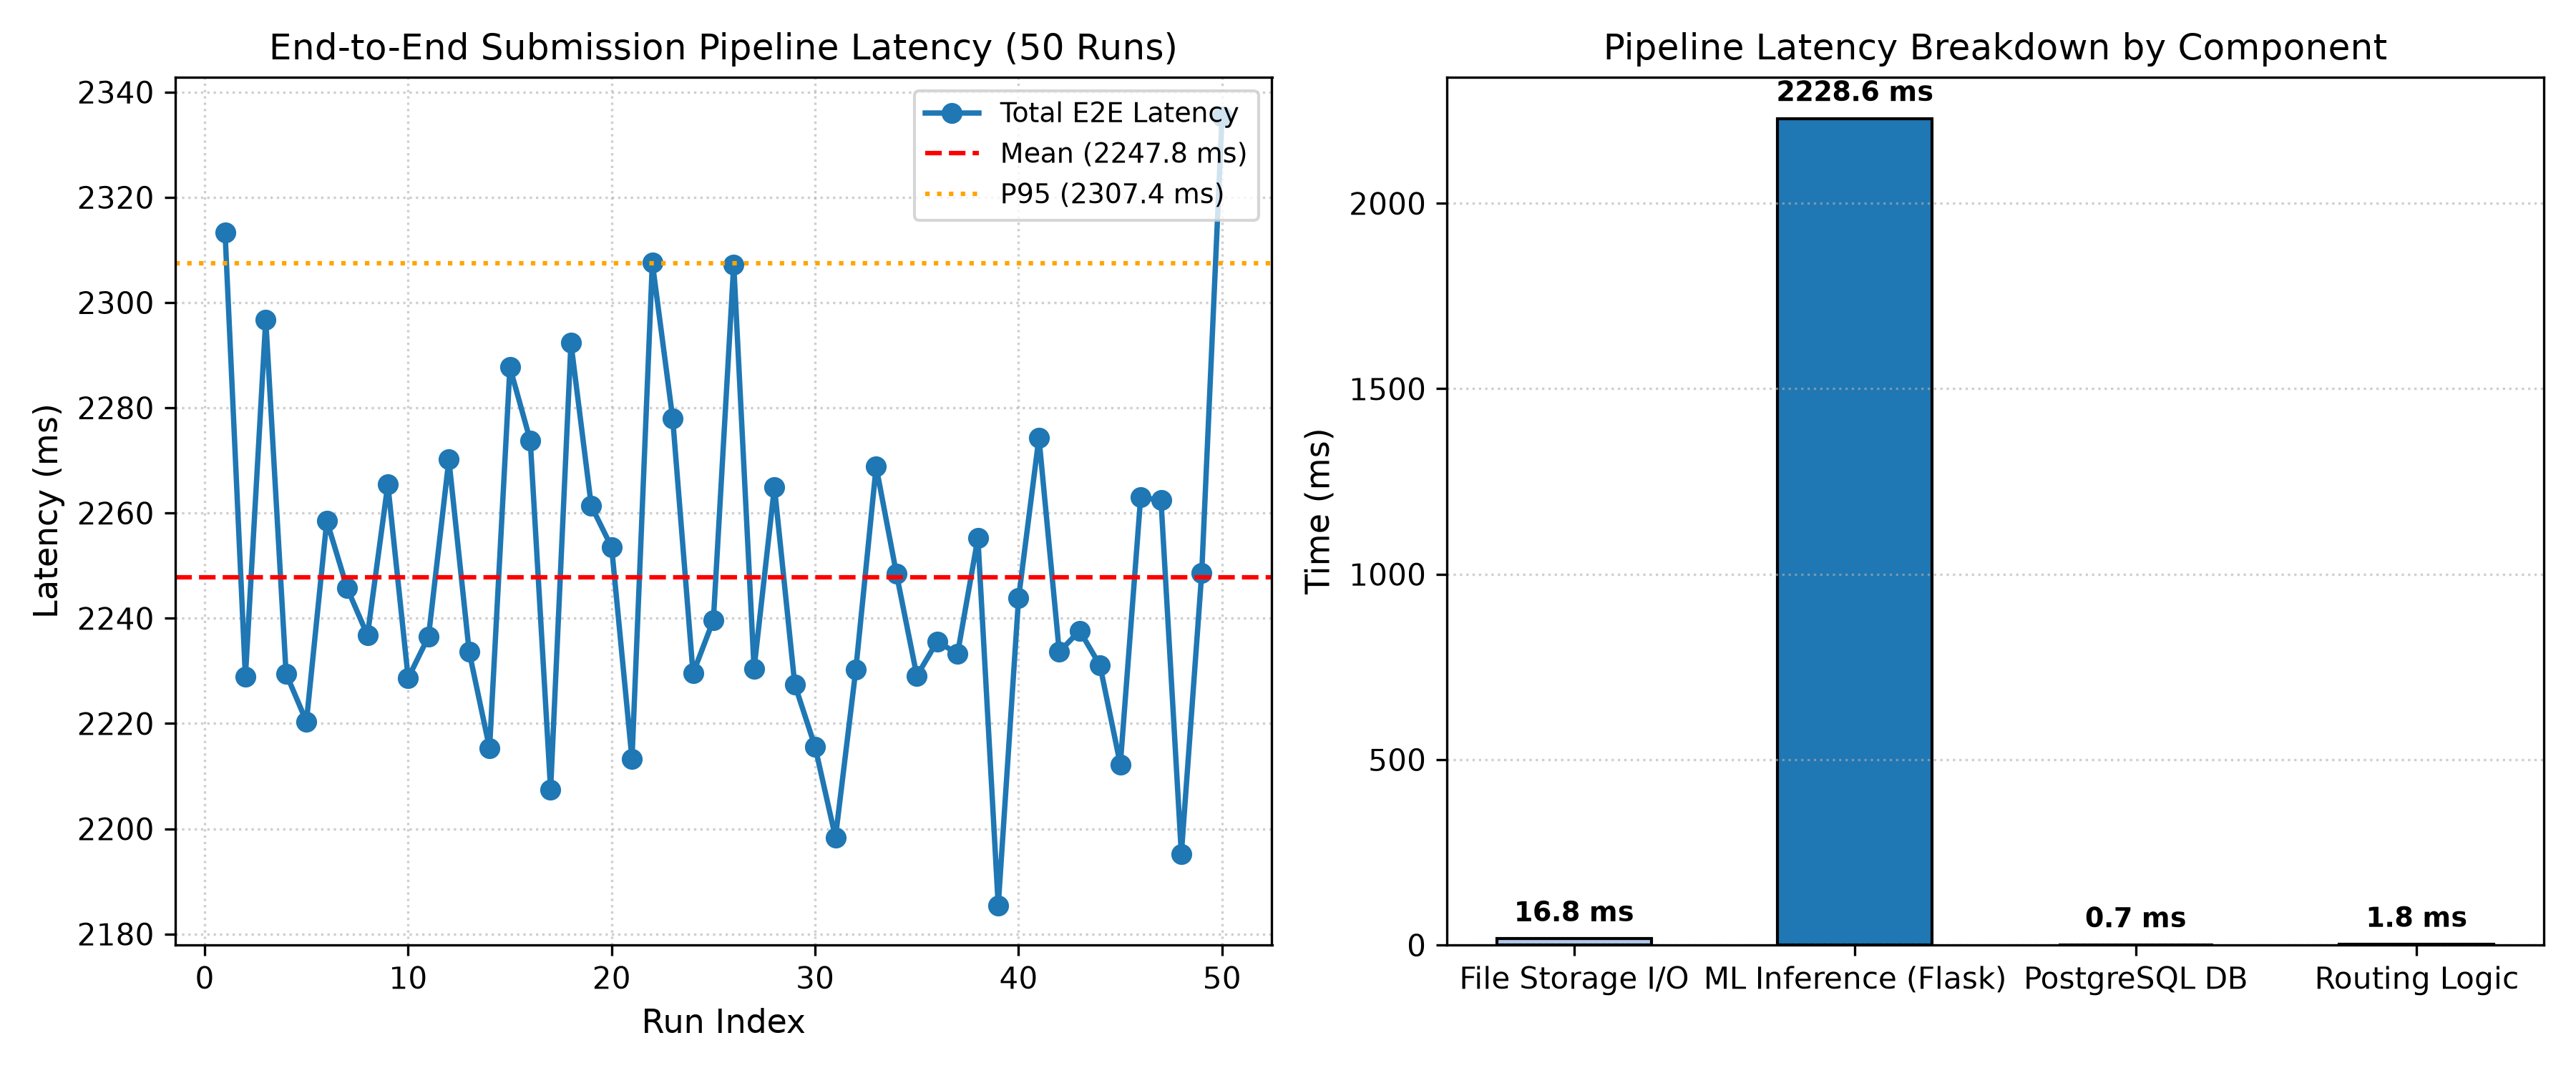 End-to-End Submission Pipeline Latency (50 Runs)
Latency (ms)
2340
2320
2300
2280
2260
2240
2220
2200
2180
Total E2E Latency
Mean (2247.8 ms)
P95 (2307.4 ms)
0 10 20 30 40 50
Run Index
Pipeline Latency Breakdown by Component
Time (ms)
2000
1500
1000
500
0
2228.6 ms
16.8 ms
0.7 ms
1.8 ms
File Storage I/O ML Inference (Flask) PostgreSQL DB Routing Logic